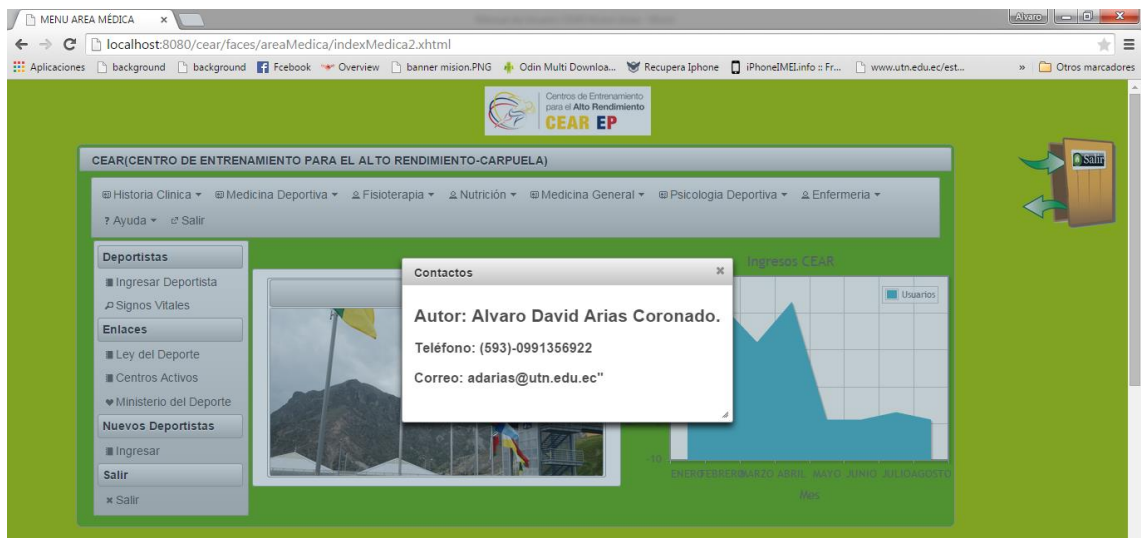 MENU AREA MÉDICA
Alvaro
localhost:8080/cear/faces/areaMedica/indexMedica2.xhtml
Aplicaciones background background Fcebook Overview banner mision.PNG Odin Multi Downloa... Recupera Iphone iPhoneIMEI.info :: Fr... www.utn.edu.ec/est... » Otros marcadores
Centros de Entrenamiento
para el Alto Rendimiento
CEAR EP
Salir
CEAR(CENTRO DE ENTRENAMIENTO PARA EL ALTO RENDIMIENTO-CARPUELA)
Historia Clinica Medicina Deportiva Fisioterapia Nutrición Medicina General Psicologia Deportiva Enfermeria
? Ayuda Salir
Deportistas
Ingresar Deportista
Signos Vitales
Enlaces
Ley del Deporte
Centros Activos
Ministerio del Deporte
Nuevos Deportistas
Ingresar
Salir
Salir
Contactos
Autor: Alvaro David Arias Coronado.
Teléfono: (593)-0991356922
Correo: adarias@utn.edu.ec"
Ingresos CEAR
Usuarios
-10
ENERO FEBRERO MARZO ABRIL MAYO JUNIO JULIO AGOSTO
Mes